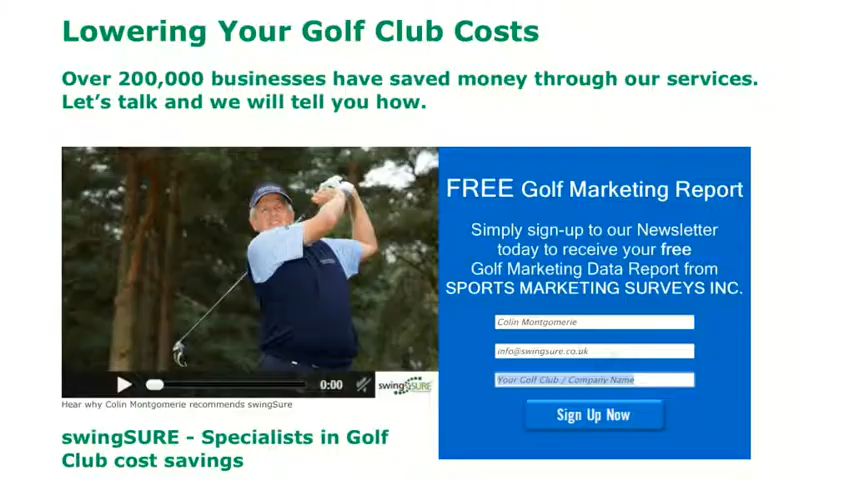 Lowering Your Golf Club Costs
Over 200,000 businesses have saved money through our services.
Let's talk and we will tell you how.
FREE Golf Marketing Report
Simply sign-up to our Newsletter
today to receive your free
Golf Marketing Data Report from
SPORTS MARKETING SURVEYS INC.
Colin Montgomerie
info@swingsure.co.uk
Your Golf Club / Company Name
Sign Up Now
0:00
swingSURE
Hear why Colin Montgomerie recommends swingSure
swingSURE - Specialists in Golf
Club cost savings